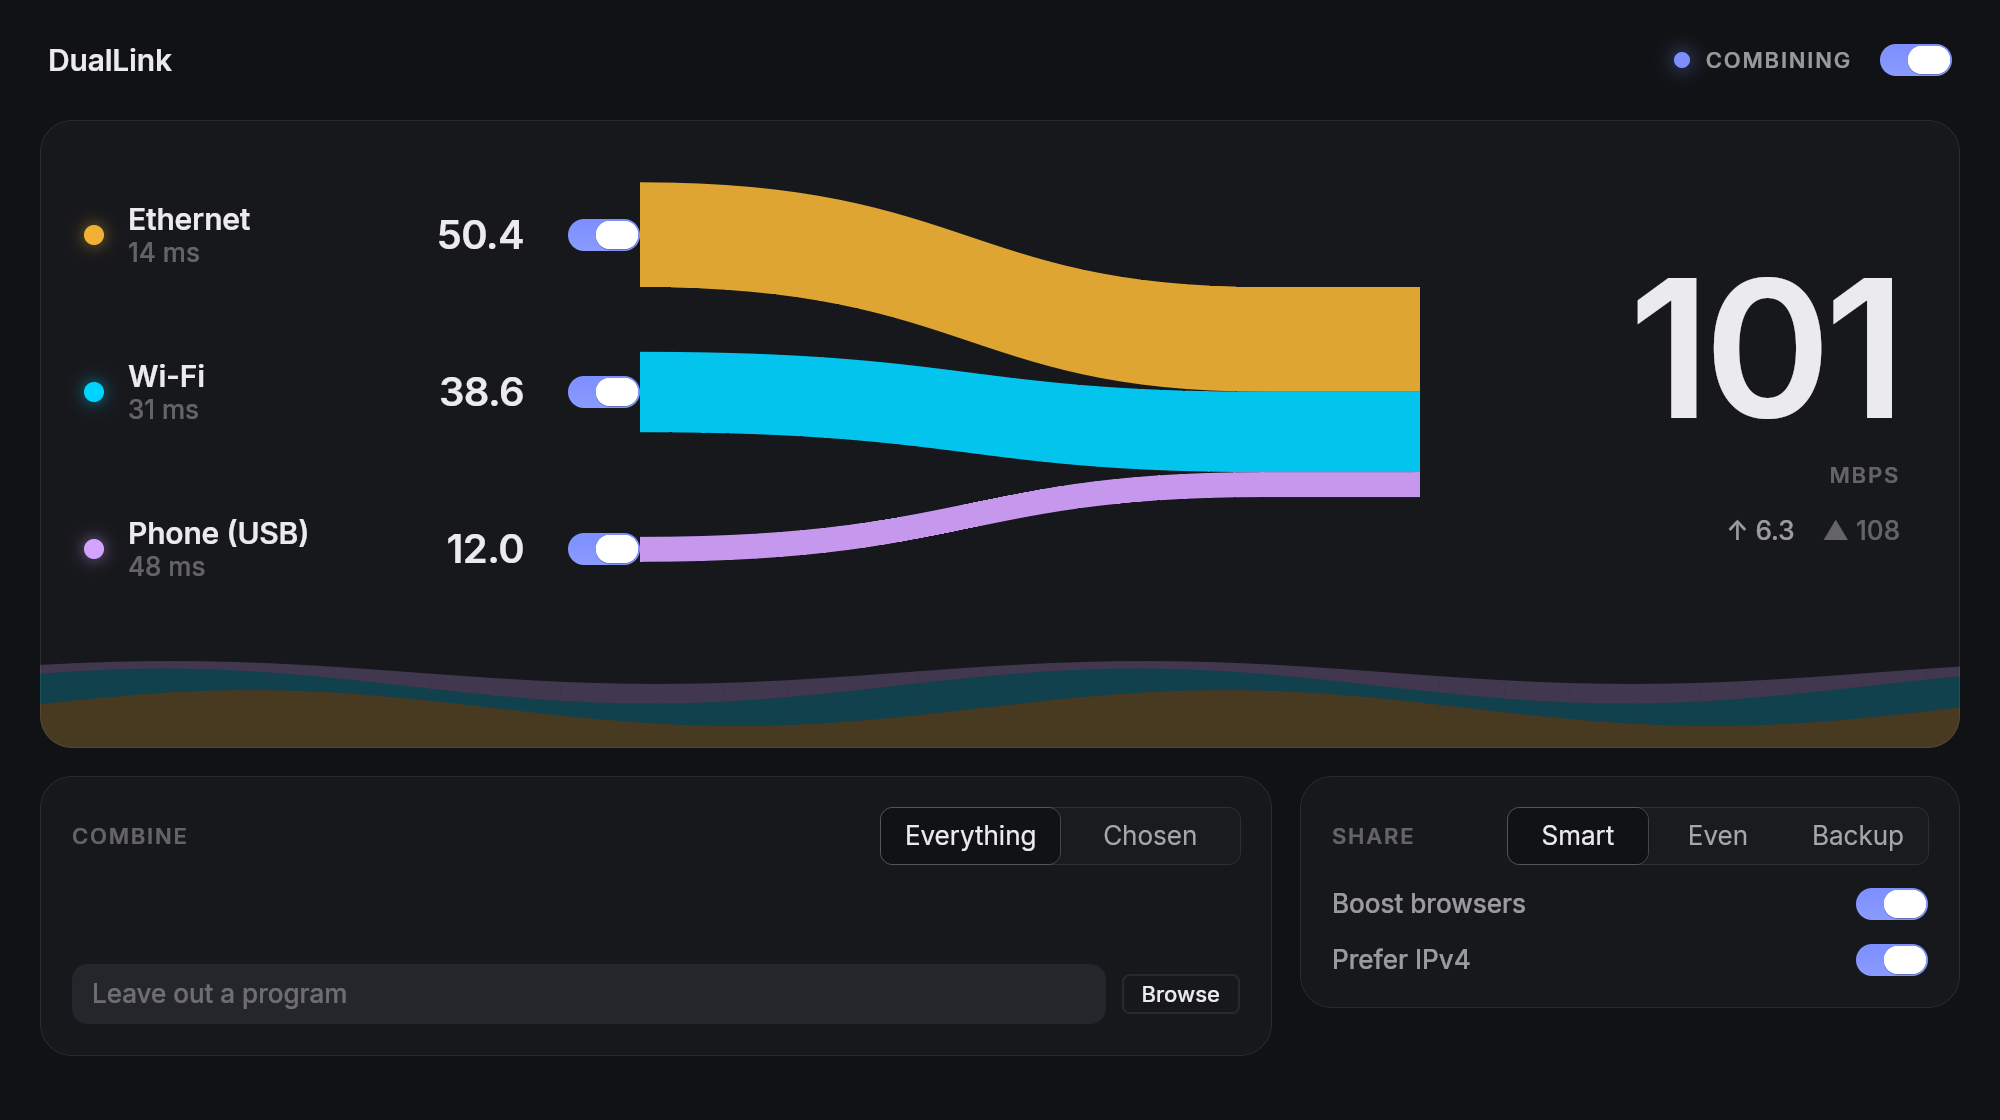 DualLink
COMBINING
Ethernet
14 ms
50.4
Wi-Fi
31 ms
38.6
Phone (USB)
48 ms
12.0
101
MBPS
↑ 6.3 ▲ 108
COMBINE
Everything
Chosen
Leave out a program
Browse
SHARE
Smart
Even
Backup
Boost browsers
Prefer IPv4